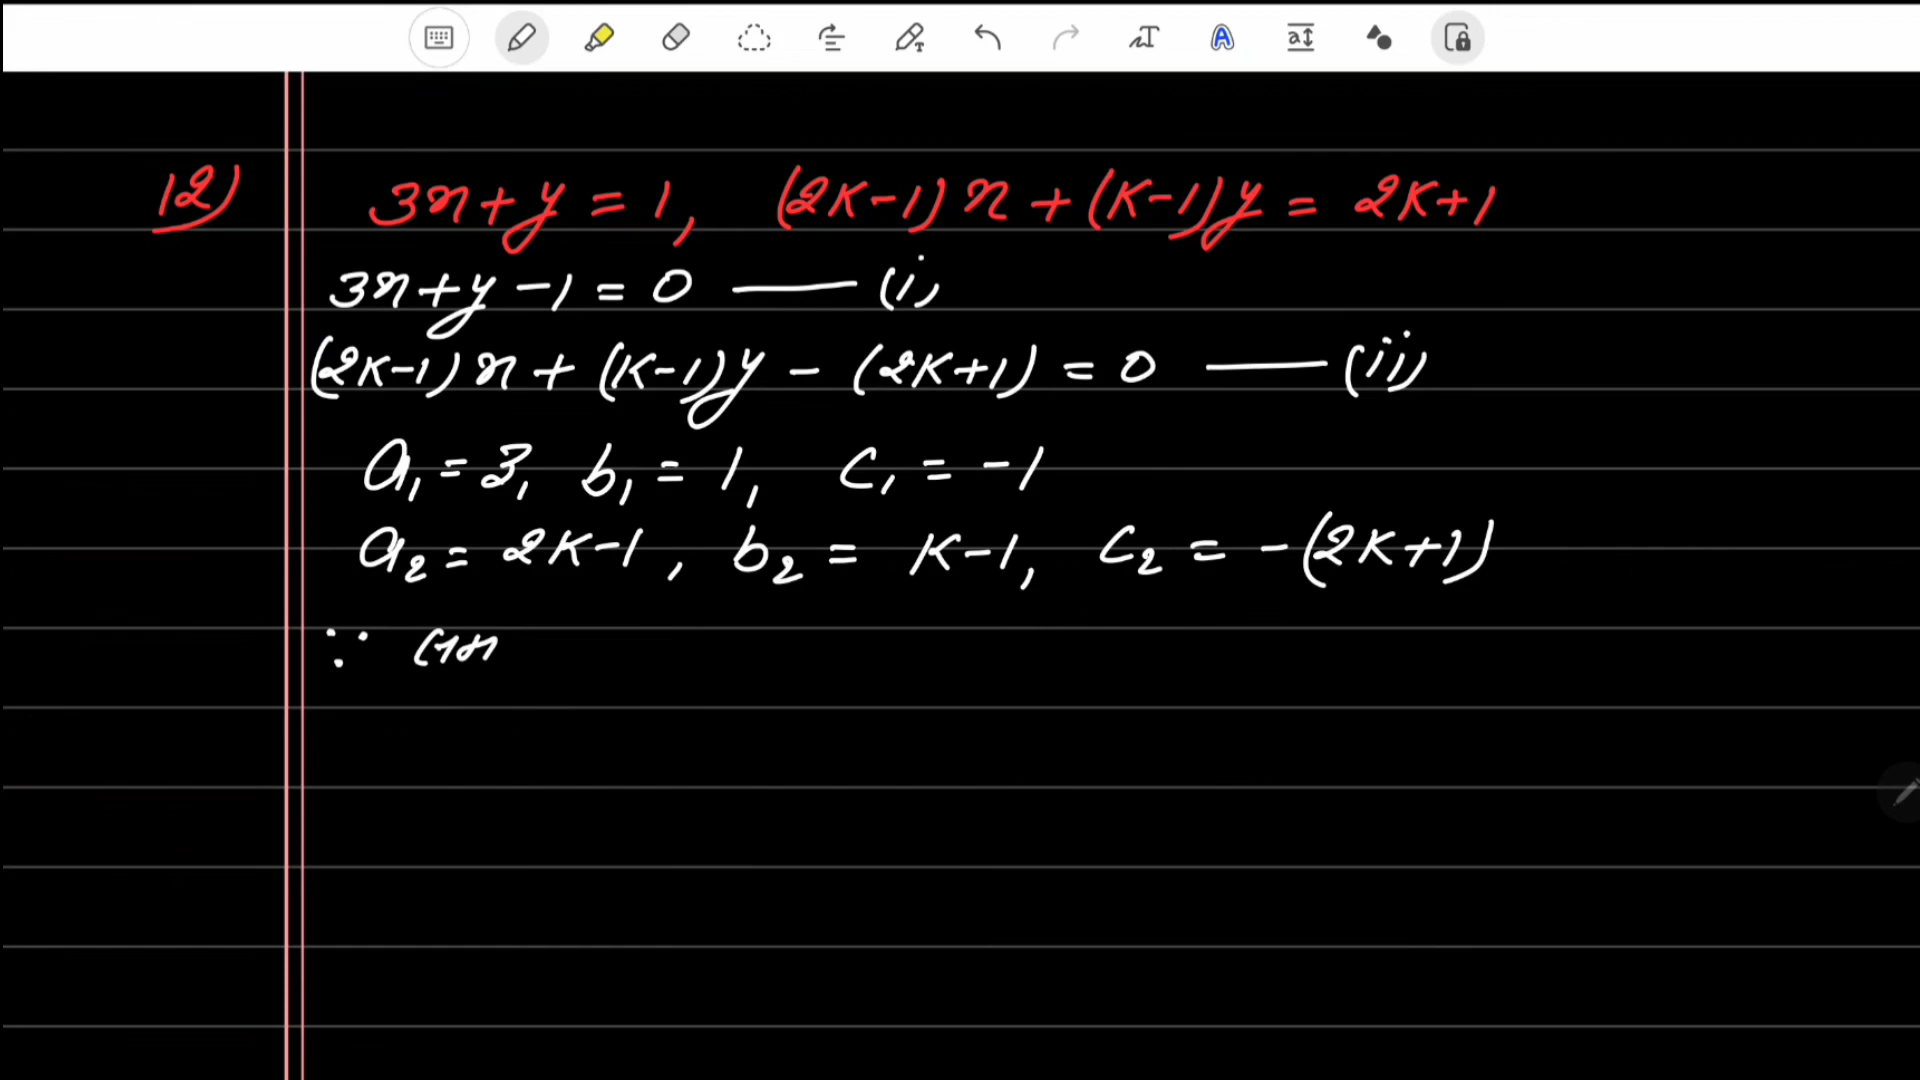 12) 3x+y=1, (2K-1)x+(K-1)y=2K+1
3x+y-1=0 —— (i)
(2K-1)x+(K-1)y-(2K+1)=0 —— (ii)
a₁=3, b₁=1, c₁=-1
a₂=2K-1, b₂=K-1, c₂=-(2K+1)
∵